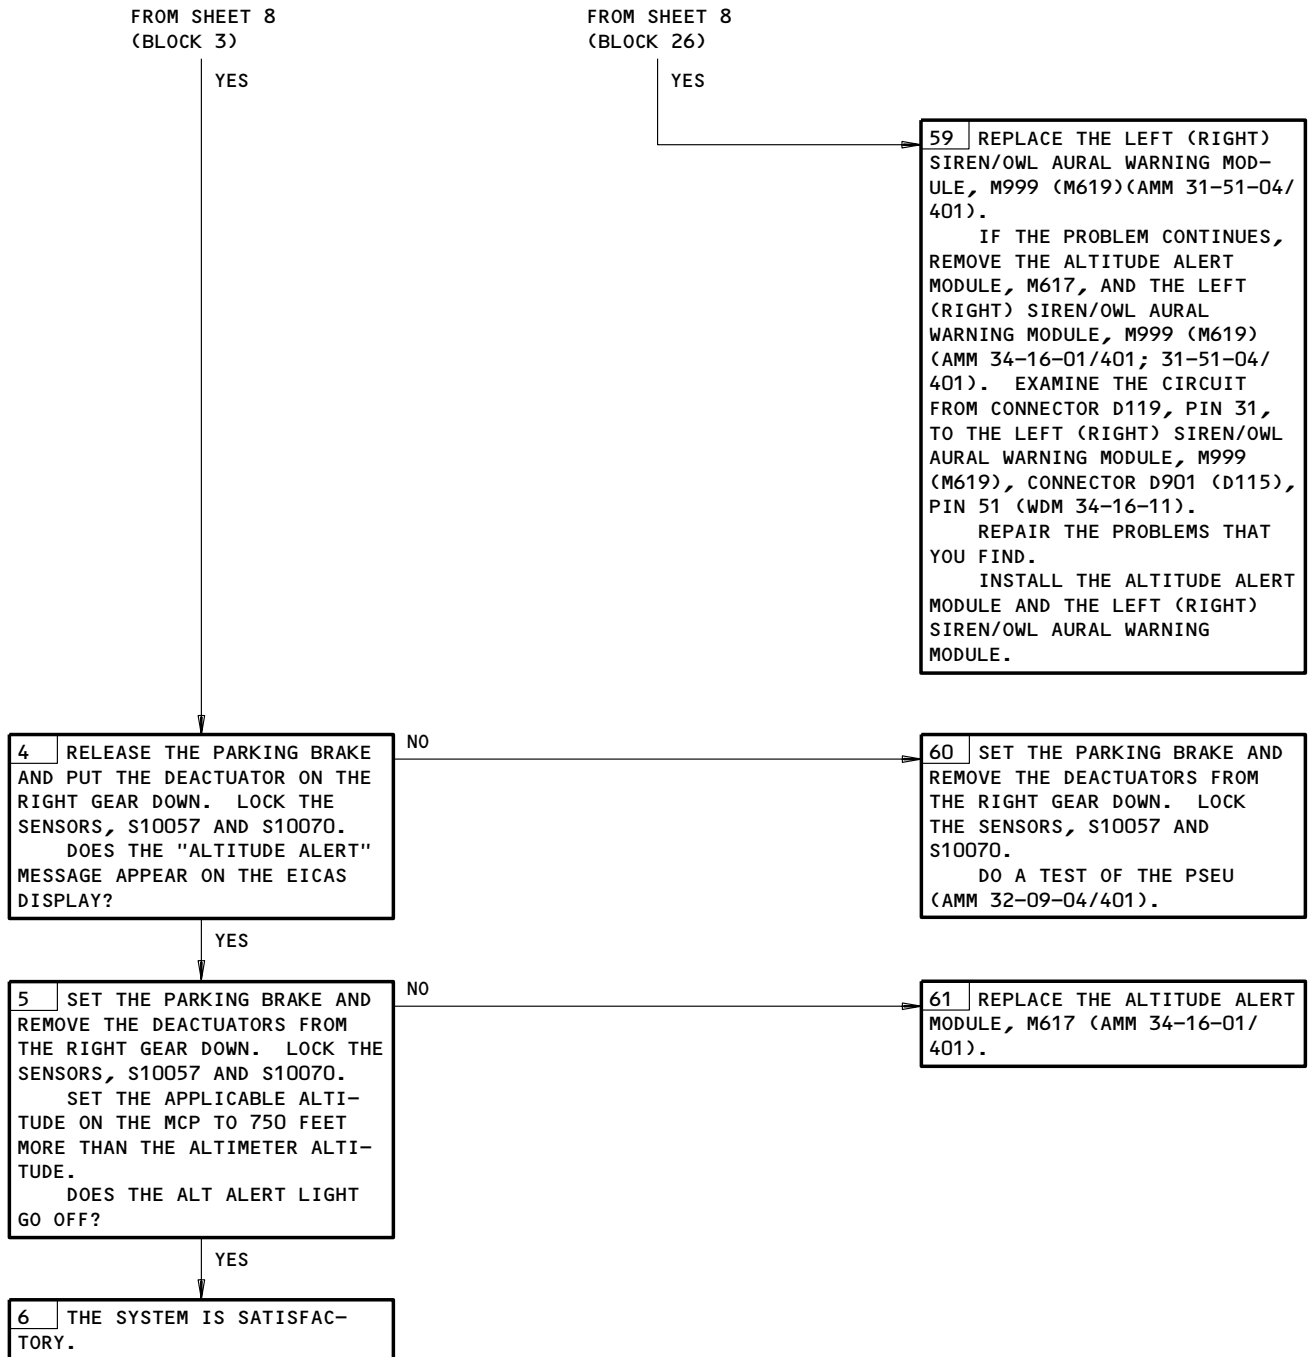 FROM SHEET 8
(BLOCK 3)
YES
FROM SHEET 8
(BLOCK 26)
YES
59 REPLACE THE LEFT (RIGHT)
SIREN/OWL AURAL WARNING MOD-
ULE, M999 (M619)(AMM 31-51-04/
401).
IF THE PROBLEM CONTINUES,
REMOVE THE ALTITUDE ALERT
MODULE, M617, AND THE LEFT
(RIGHT) SIREN/OWL AURAL
WARNING MODULE, M999 (M619)
(AMM 34-16-01/401; 31-51-04/
401). EXAMINE THE CIRCUIT
FROM CONNECTOR D119, PIN 31,
TO THE LEFT (RIGHT) SIREN/OWL
AURAL WARNING MODULE, M999
(M619), CONNECTOR D901 (D115),
PIN 51 (WDM 34-16-11).
REPAIR THE PROBLEMS THAT
YOU FIND.
INSTALL THE ALTITUDE ALERT
MODULE AND THE LEFT (RIGHT)
SIREN/OWL AURAL WARNING
MODULE.
4 RELEASE THE PARKING BRAKE
AND PUT THE DEACTUATOR ON THE
RIGHT GEAR DOWN. LOCK THE
SENSORS, S10057 AND S10070.
DOES THE "ALTITUDE ALERT"
MESSAGE APPEAR ON THE EICAS
DISPLAY?
NO
60 SET THE PARKING BRAKE AND
REMOVE THE DEACTUATORS FROM
THE RIGHT GEAR DOWN. LOCK
THE SENSORS, S10057 AND
S10070.
DO A TEST OF THE PSEU
(AMM 32-09-04/401).
YES
5 SET THE PARKING BRAKE AND
REMOVE THE DEACTUATORS FROM
THE RIGHT GEAR DOWN. LOCK THE
SENSORS, S10057 AND S10070.
SET THE APPLICABLE ALTI-
TUDE ON THE MCP TO 750 FEET
MORE THAN THE ALTIMETER ALTI-
TUDE.
DOES THE ALT ALERT LIGHT
GO OFF?
NO
61 REPLACE THE ALTITUDE ALERT
MODULE, M617 (AMM 34-16-01/
401).
YES
6 THE SYSTEM IS SATISFAC-
TORY.